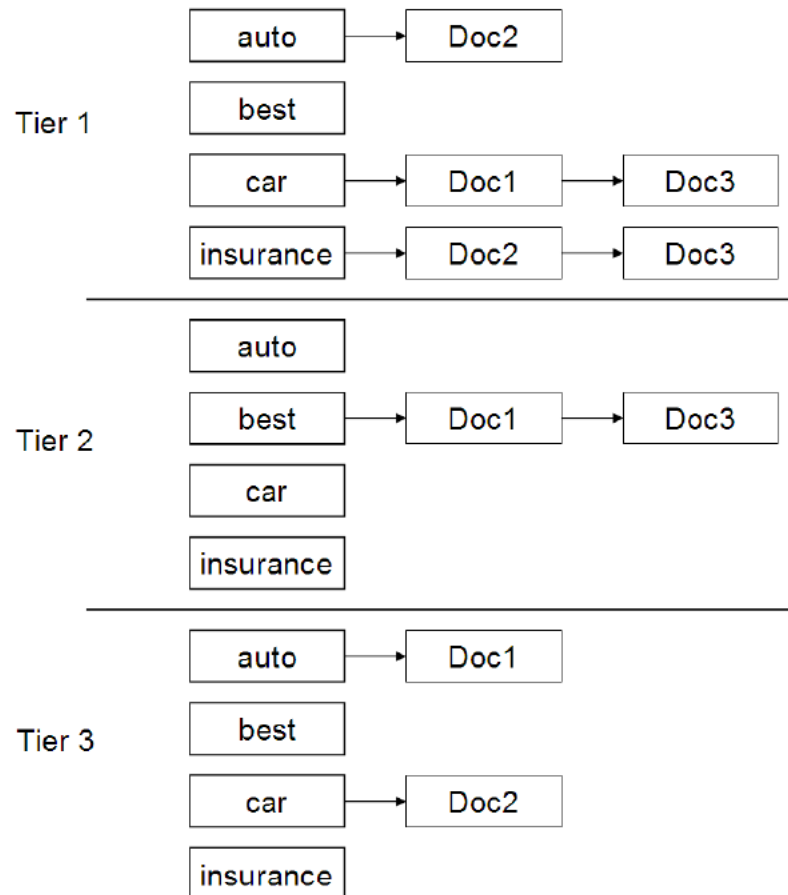 auto Doc2
Tier 1
best
car Doc1 Doc3
insurance Doc2 Doc3
auto
best Doc1 Doc3
Tier 2
car
insurance
auto Doc1
best
Tier 3
car Doc2
insurance